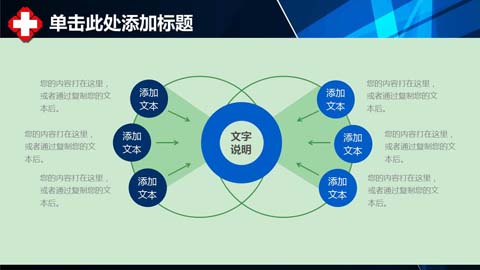 单击此处添加标题
您的内容打在这里，
或者通过复制您的文
本后。
您的内容打在这里，
或者通过复制您的文
本后。
您的内容打在这里，
或者通过复制您的文
本后。
添加
文本
添加
文本
添加
文本
文字
说明
添加
文本
添加
文本
添加
文本
您的内容打在这里，
或者通过复制您的文
本后。
您的内容打在这里，
或者通过复制您的文
本后。
您的内容打在这里，
或者通过复制您的文
本后。